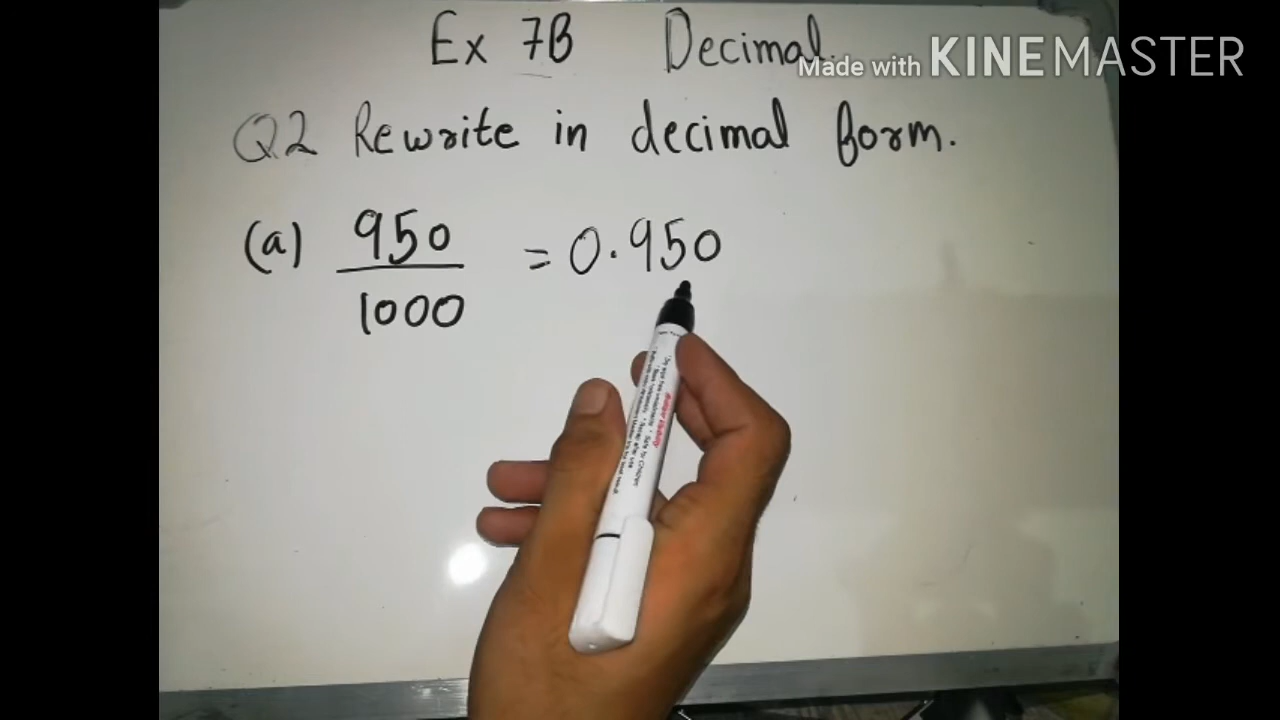 Ex 7B Decimal.
Made with KINEMASTER
Q2 Rewrite in decimal form.
(a) 950/1000 = 0.950